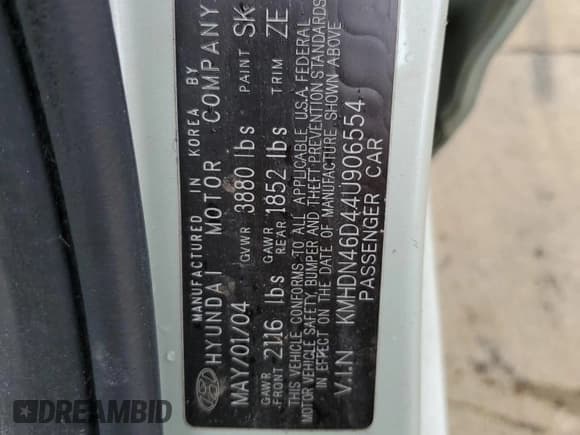 MANUFACTURED IN KOREA BY
HYUNDAI MOTOR COMPANY
MAY/01/04 GVWR 3880 lbs PAINT SK
GAWR FRONT 2116 lbs GAWR REAR 1852 lbs TRIM ZE
THIS VEHICLE CONFORMS TO ALL APPLICABLE U.S.A. FEDERAL
MOTOR VEHICLE SAFETY, BUMPER AND THEFT PREVENTION STANDARDS
IN EFFECT ON THE DATE OF MANUFACTURE SHOWN ABOVE
V.I.N KMHDN46D44U906554
PASSENGER CAR
DREAMBID